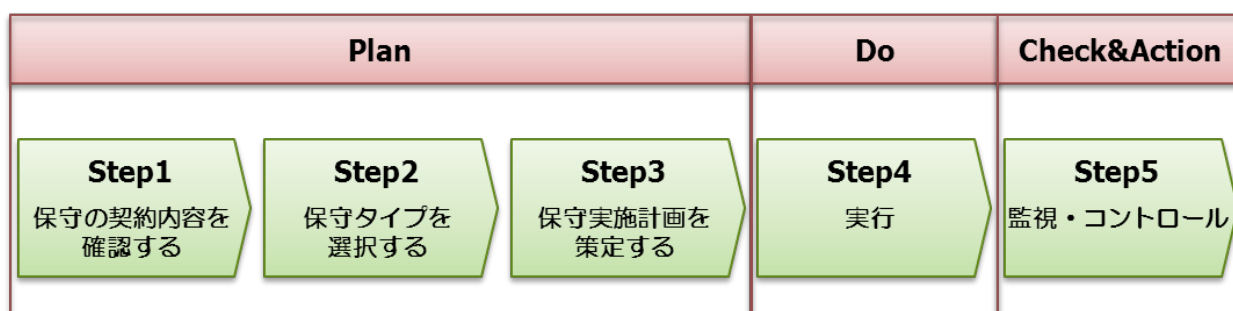 Plan
Do
Check&Action
Step1
保守の契約内容を
確認する
Step2
保守タイプを
選択する
Step3
保守実施計画を
策定する
Step4
実行
Step5
監視・コントロール